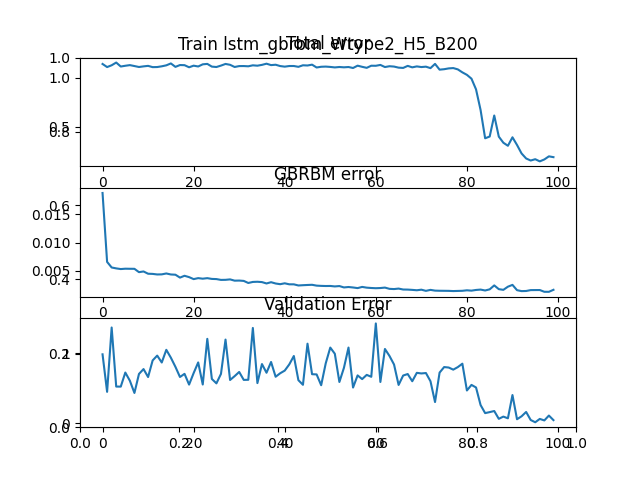 Train lstm_gbrbm_Wtype2_H5_B200
Total error
1.0
1.0
0.5
0.8
0 20 40 60 80 100
GBRBM error
0.6
0.015
0.010
0.005
0.4
0 20 40 60 80 100
Validation Error
0.2
0
0.0
0.0 0 0.2 20 0.4 40 0.6 60 0.8 100 1.0